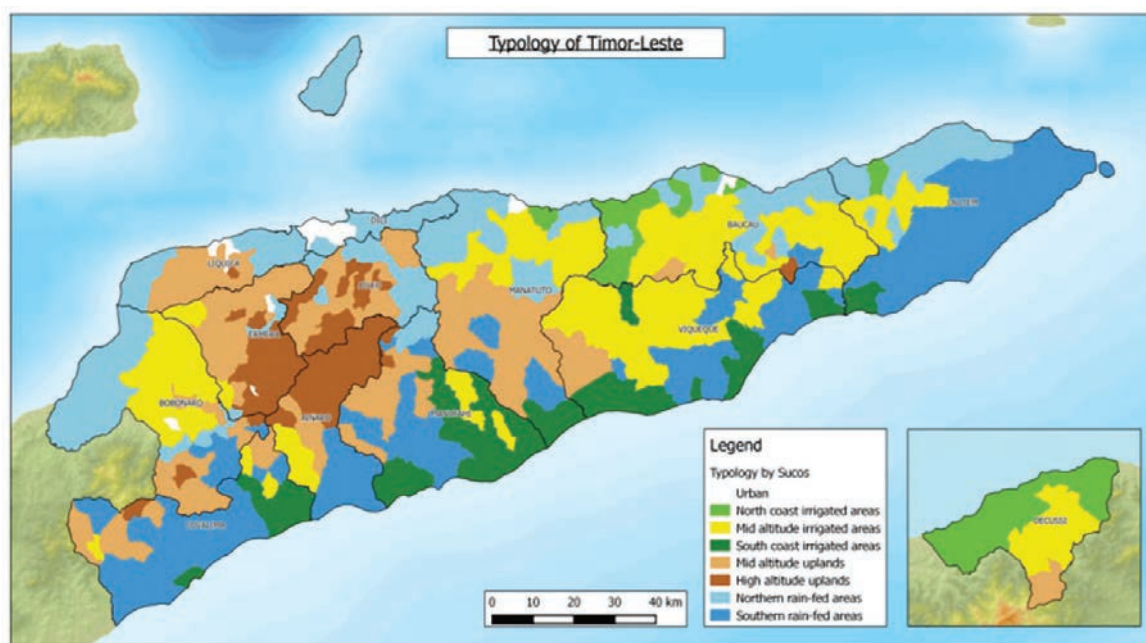 Typology of Timor-Leste
DILI
LAUTEM
BAUCAU
LIQUICA
MANATUTO
VIQUEQUE
ERMERA
BOBONARO
AINARO
COVALIMA
OECUSSI
Legend
Typology by Sucos
Urban
North coast irrigated areas
Mid altitude irrigated areas
South coast irrigated areas
Mid altitude uplands
High altitude uplands
Northern rain-fed areas
Southern rain-fed areas
0 10 20 30 40 km